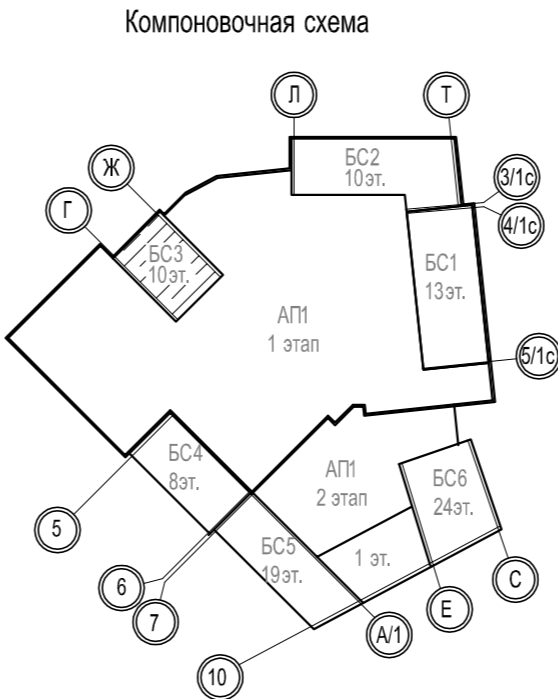 Компоновочная схема
Л
Т
Ж
БС2
10эт.
3/1с
Г
4/1с
БС3
10эт.
БС1
13эт.
АП1
1 этап
5/1с
БС4
8эт.
АП1
2 этап
БС6
24эт.
5
БС5
19эт.
1 эт.
6
С
Е
7
А/1
10